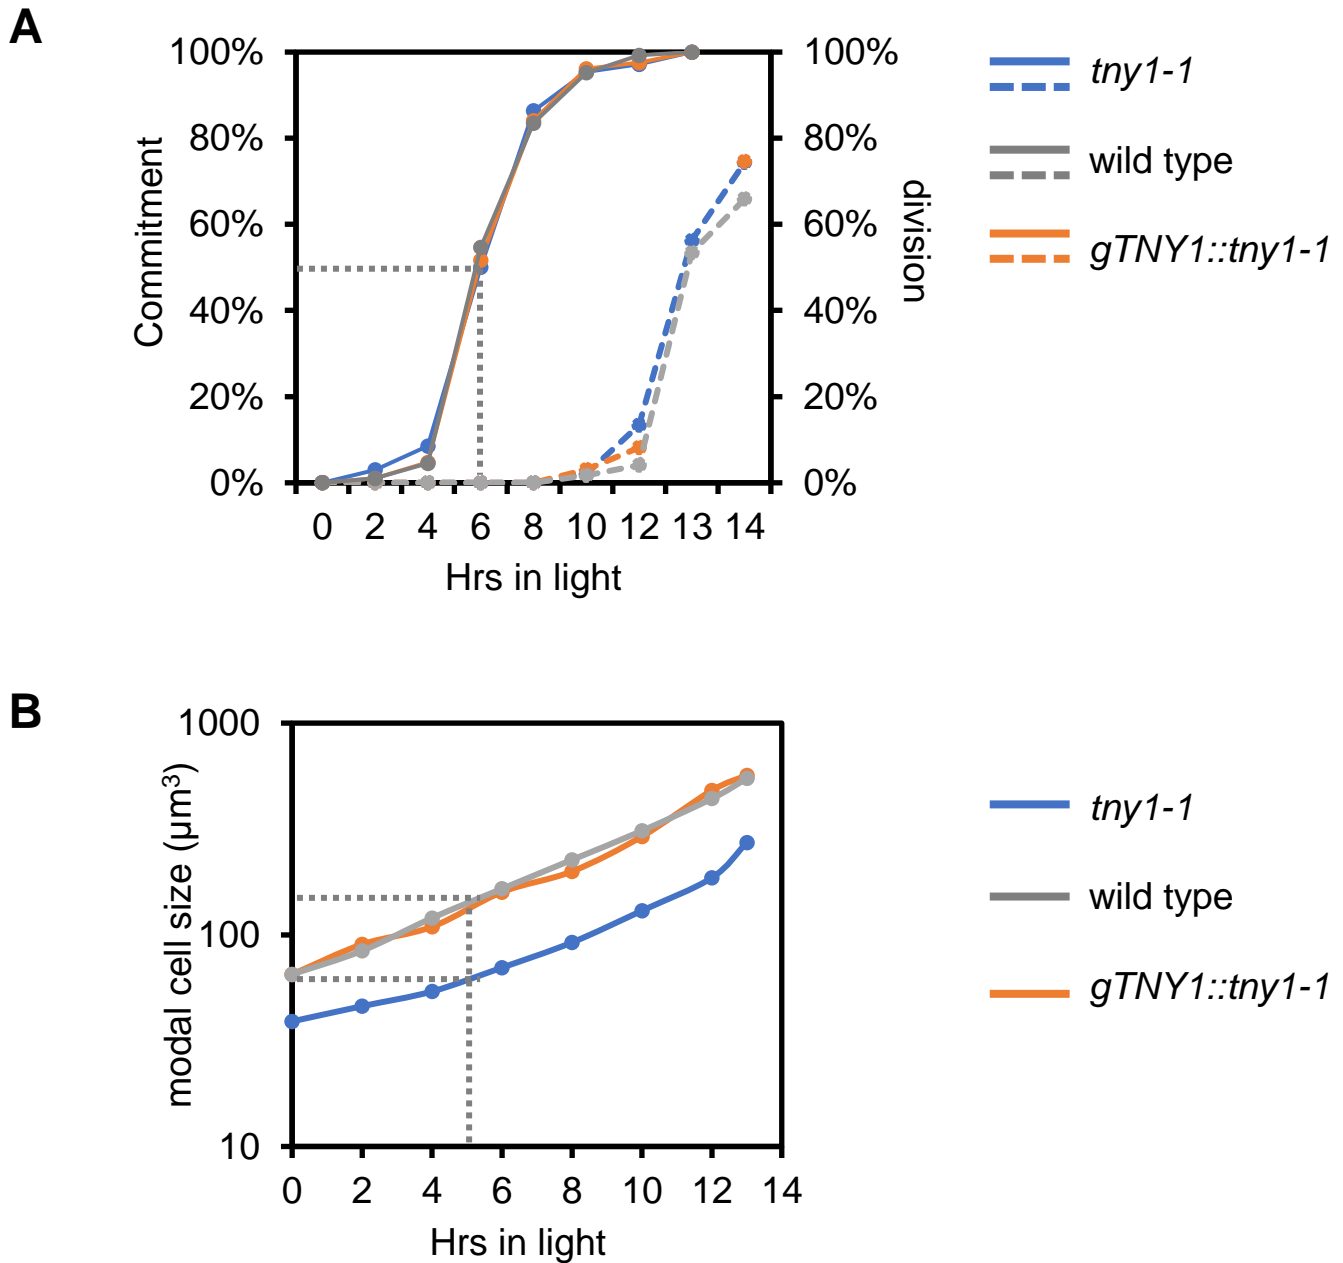 A
100%
80%
60%
40%
20%
0%
Commitment
100%
80%
60%
40%
20%
0%
division
0 2 4 6 8 10 12 13 14
Hrs in light
tny1-1
wild type
gTNY1::tny1-1
B
1000
100
10
modal cell size (µm³)
0 2 4 6 8 10 12 14
Hrs in light
tny1-1
wild type
gTNY1::tny1-1